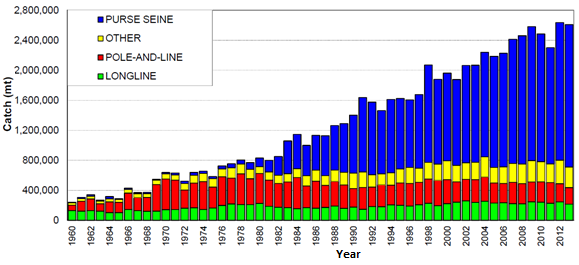 2,800,000
2,400,000
2,000,000
1,600,000
1,200,000
800,000
400,000
0
Catch (mt)
PURSE SEINE
OTHER
POLE-AND-LINE
LONGLINE
1960 1962 1964 1966 1968 1970 1972 1974 1976 1978 1980 1982 1984 1986 1988 1990 1992 1994 1996 1998 2000 2002 2004 2006 2008 2010 2012
Year